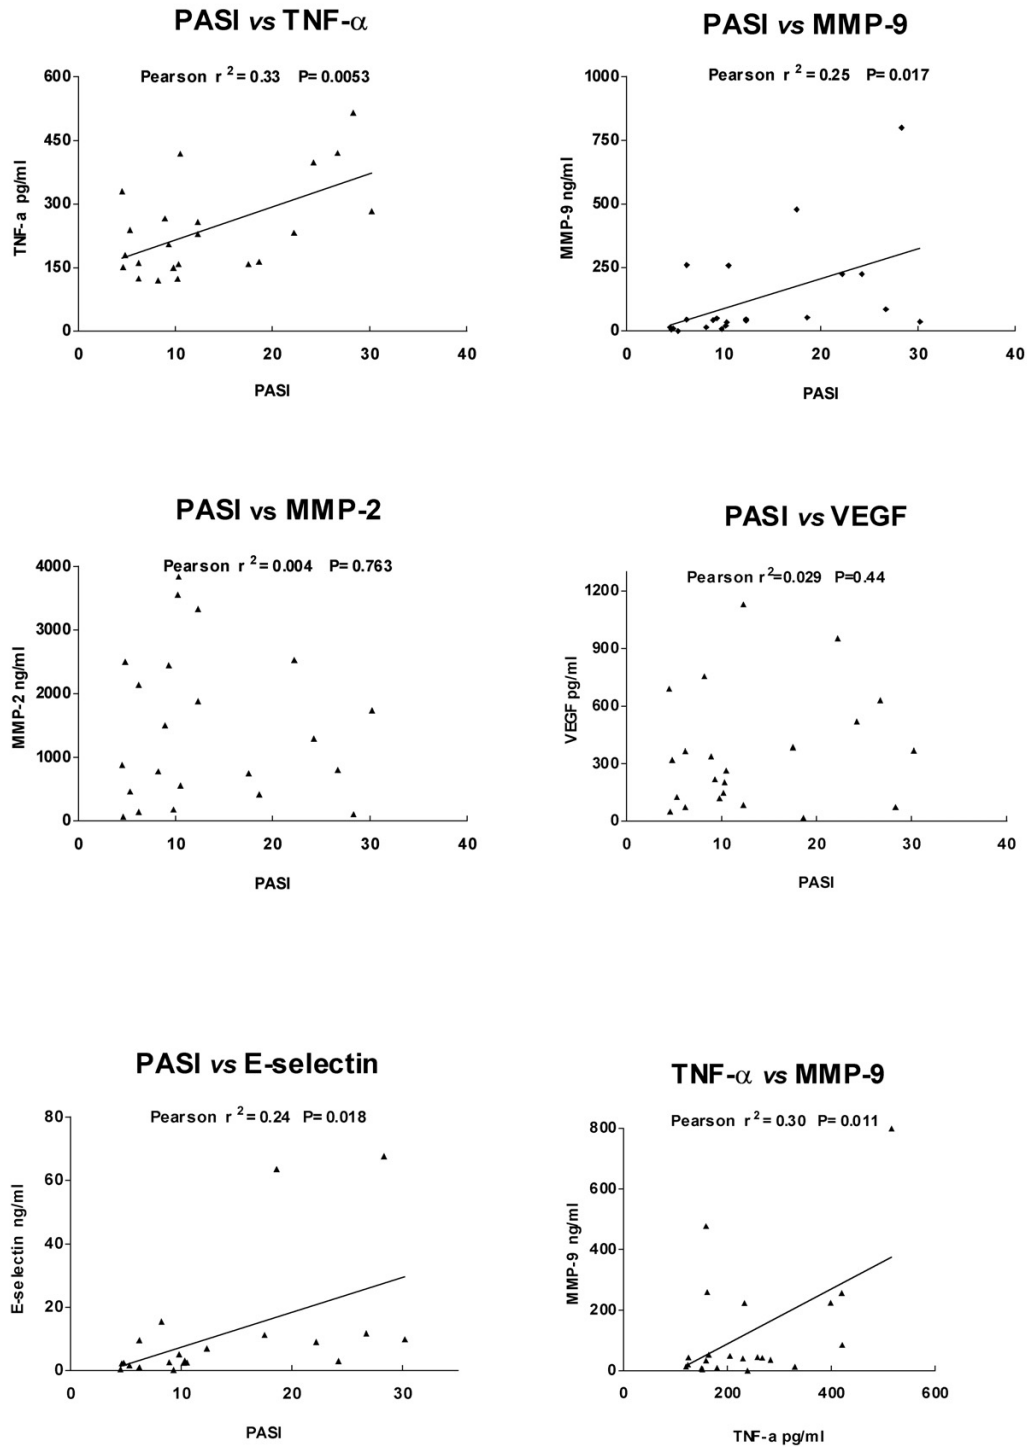 PASI vs TNF-α
Pearson r 2 = 0.33 P= 0.0053
TNF-a pg/ml
600
450
300
150
0
0 10 20 30 40
PASI
PASI vs MMP-9
Pearson r 2 = 0.25 P= 0.017
MMP-9 ng/ml
1000
750
500
250
0
0 10 20 30 40
PASI
PASI vs MMP-2
Pearson r 2 = 0.004 P= 0.763
MMP-2 ng/ml
4000
3000
2000
1000
0
0 10 20 30 40
PASI
PASI vs VEGF
Pearson r2=0.029 P=0.44
VEGF pg/ml
1200
900
600
300
0
0 10 20 30 40
PASI
PASI vs E-selectin
Pearson r 2 = 0.24 P= 0.018
E-selectin ng/ml
80
60
40
20
0
0 10 20 30
PASI
TNF-α vs MMP-9
Pearson r 2 = 0.30 P= 0.011
MMP-9 ng/ml
800
600
400
200
0
0 200 400 600
TNF-a pg/ml